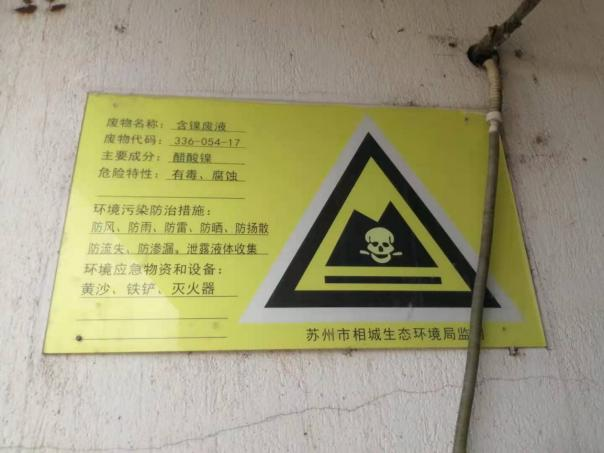 废物名称：含镍废液
废物代码：336-054-17
主要成分：醋酸镍
危险特性：有毒、腐蚀
环境污染防治措施：
防风、防雨、防雷、防晒、防扬散
防流失、防渗漏。泄露液体收集
环境应急物资和设备：
黄沙、铁铲、灭火器
苏州市相城生态环境局监制